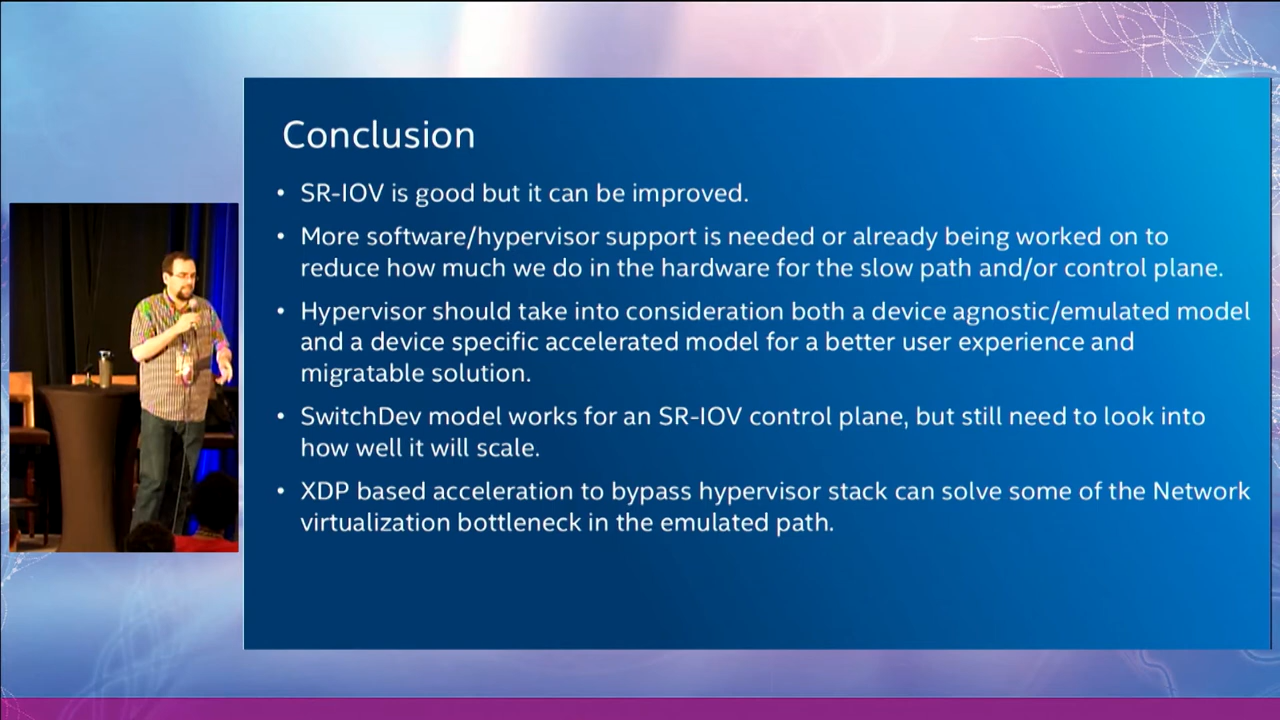 Conclusion
• SR-IOV is good but it can be improved.
• More software/hypervisor support is needed or already being worked on to
reduce how much we do in the hardware for the slow path and/or control plane.
• Hypervisor should take into consideration both a device agnostic/emulated model
and a device specific accelerated model for a better user experience and
migratable solution.
• SwitchDev model works for an SR-IOV control plane, but still need to look into
how well it will scale.
• XDP based acceleration to bypass hypervisor stack can solve some of the Network
virtualization bottleneck in the emulated path.